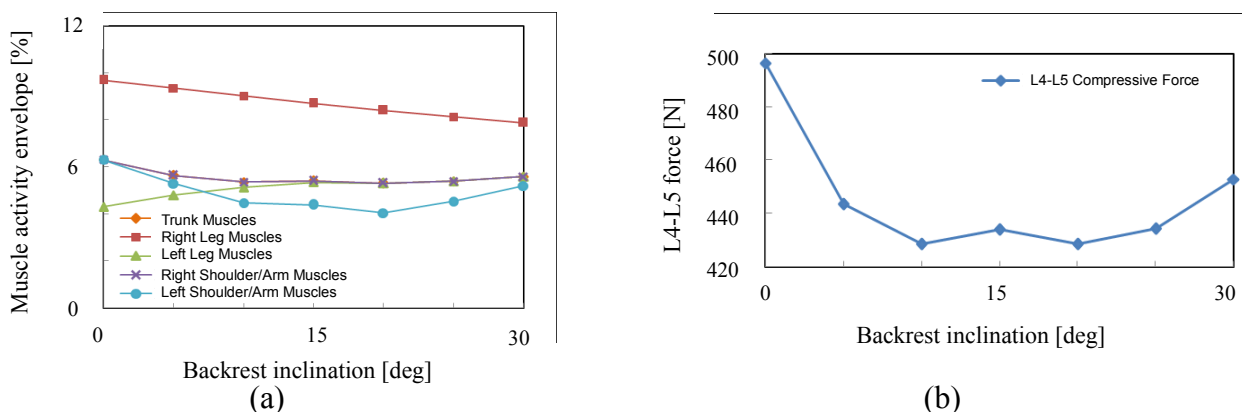 12
6
0
Muscle activity envelope [%]
Trunk Muscles
Right Leg Muscles
Left Leg Muscles
Right Shoulder/Arm Muscles
Left Shoulder/Arm Muscles
0 15 30
Backrest inclination [deg]
(a)
500
480
460
440
420
L4-L5 force [N]
L4-L5 Compressive Force
0 15 30
Backrest inclination [deg]
(b)